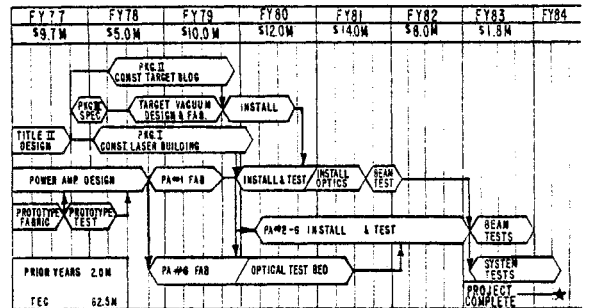 FY77 FY78 FY79 FY80 FY81 FY82 FY83 FY84
$9.7M $5.0M $10.0M $12.0M $14.0M $8.0M $1.8M
PKG. II
CONST TARGET BLDG
PKG III
SPEC
TARGET VACUUM
DESIGN & FAB.
INSTALL
TITLE II
DESIGN
PKG. I
CONST. LASER BUILDING
POWER AMP DESIGN
PA#1 FAB
INSTALL & TEST
INSTALL
OPTICS
BEAM
TEST
PROTOTYPE
FABRIC
PROTOTYPE
TEST
PA#2-6 INSTALL & TEST
BEAM
TESTS
PRIOR YEARS 2.0M
TEC 62.5M
PA #6 FAB
OPTICAL TEST BED
SYSTEM
TESTS
PROJECT
COMPLETE